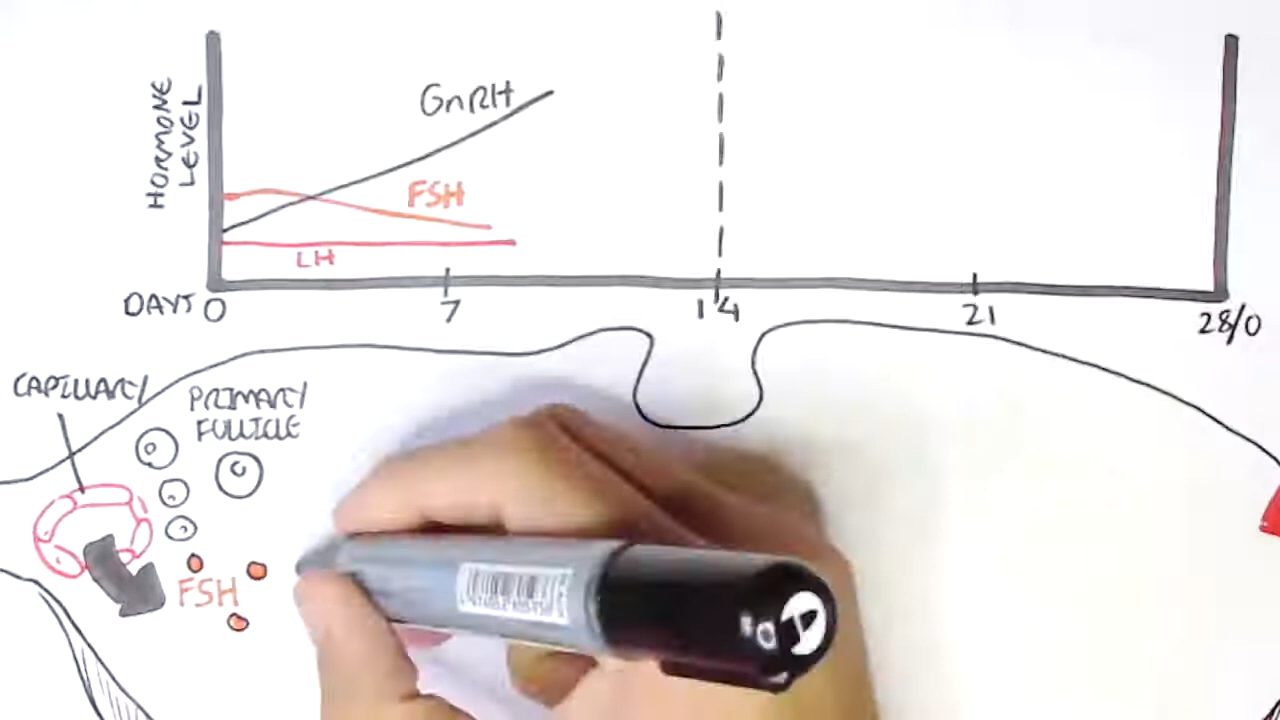 HORMONE
LEVEL
GnRH
FSH
LH
DAYS 0 7 14 21 28/0
CAPILLARY
PRIMARY
FOLLICLE
FSH
A